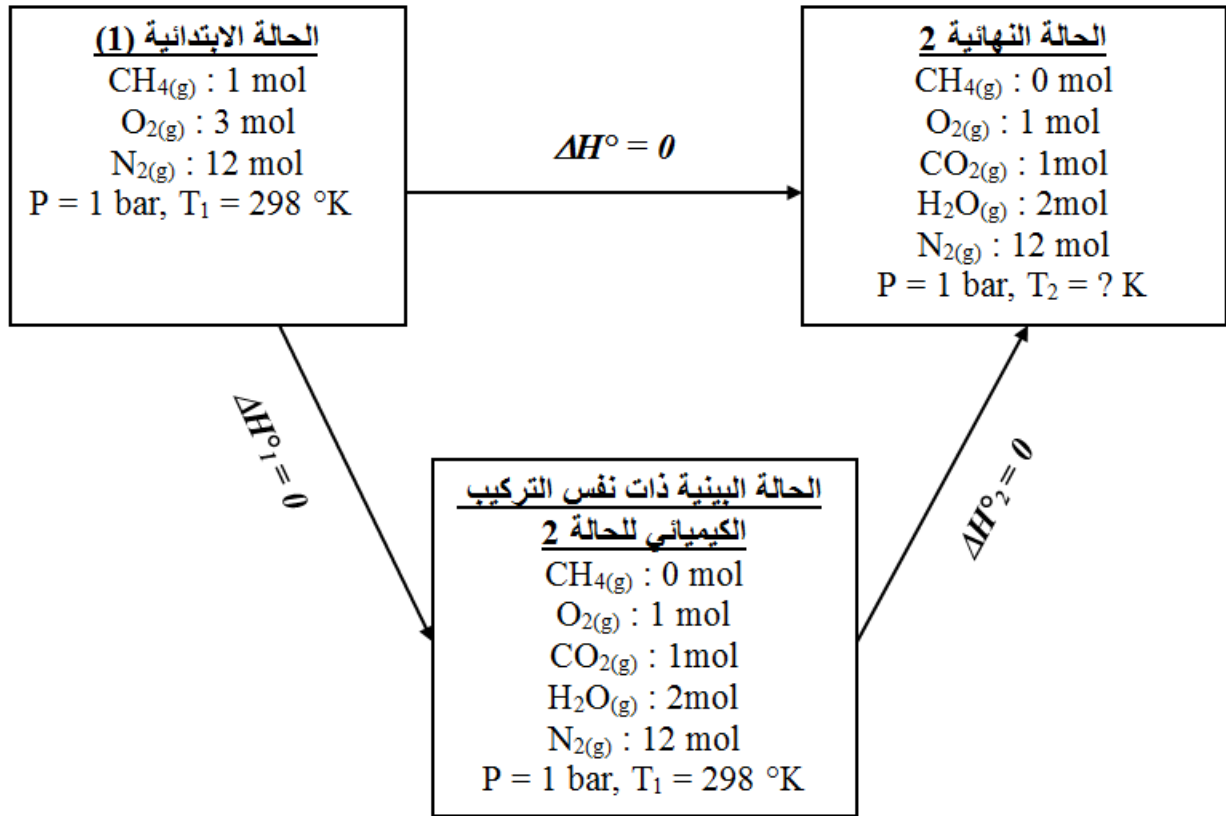 الحالة الابتدائية (1)
CH₄(g) : 1 mol
O₂(g) : 3 mol
N₂(g) : 12 mol
P = 1 bar, T₁ = 298 °K
ΔH° = 0
الحالة النهائية 2
CH₄(g) : 0 mol
O₂(g) : 1 mol
CO₂(g) : 1mol
H₂O(g) : 2mol
N₂(g) : 12 mol
P = 1 bar, T₂ = ? K
ΔH°₁ = 0
ΔH°₂ = 0
الحالة البينية ذات نفس التركيب
الكيميائي للحالة 2
CH₄(g) : 0 mol
O₂(g) : 1 mol
CO₂(g) : 1mol
H₂O(g) : 2mol
N₂(g) : 12 mol
P = 1 bar, T₁ = 298 °K